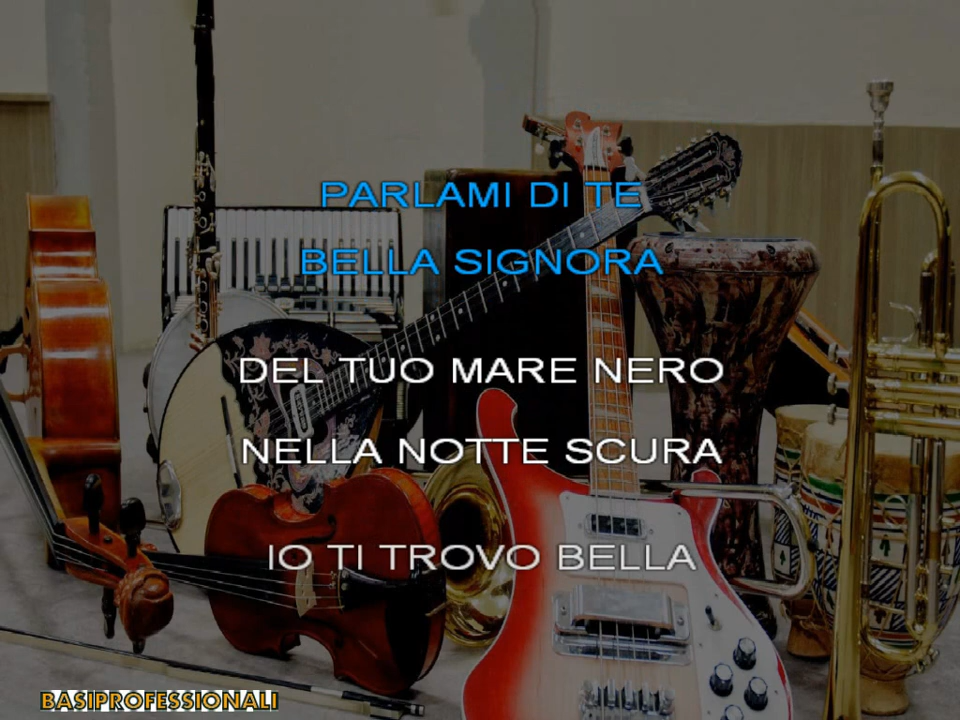 PARLAMI DI TE
BELLA SIGNORA
DEL TUO MARE NERO
NELLA NOTTE SCURA
IO TI TROVO BELLA
BASIPROFESSIONALI